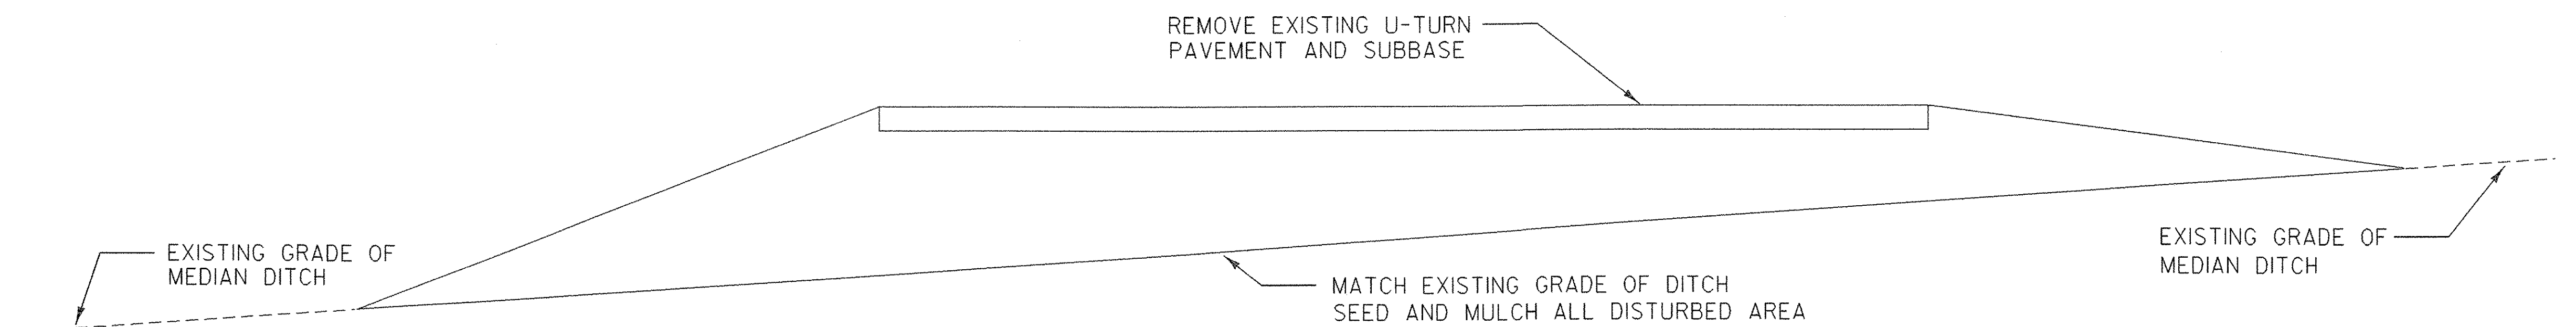 REMOVE EXISTING U-TURN
PAVEMENT AND SUBBASE
EXISTING GRADE OF
MEDIAN DITCH
EXISTING GRADE OF
MEDIAN DITCH
MATCH EXISTING GRADE OF DITCH
SEED AND MULCH ALL DISTURBED AREA